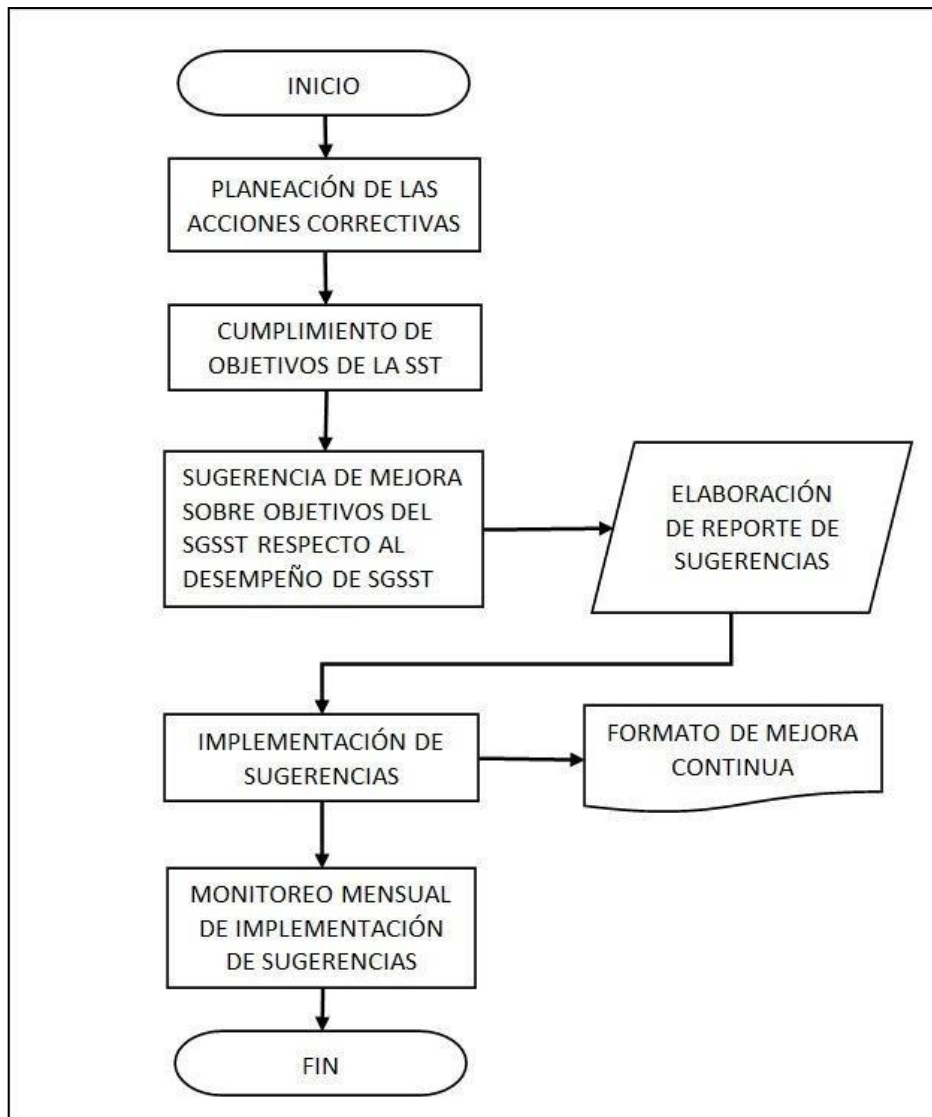 INICIO
PLANEACIÓN DE LAS
ACCIONES CORRECTIVAS
CUMPLIMIENTO DE
OBJETIVOS DE LA SST
SUGERENCIA DE MEJORA
SOBRE OBJETIVOS DEL
SGSST RESPECTO AL
DESEMPEÑO DE SGSST
ELABORACIÓN
DE REPORTE DE
SUGERENCIAS
IMPLEMENTACIÓN DE
SUGERENCIAS
FORMATO DE MEJORA
CONTINUA
MONITOREO MENSUAL
DE IMPLEMENTACIÓN
DE SUGERENCIAS
FIN